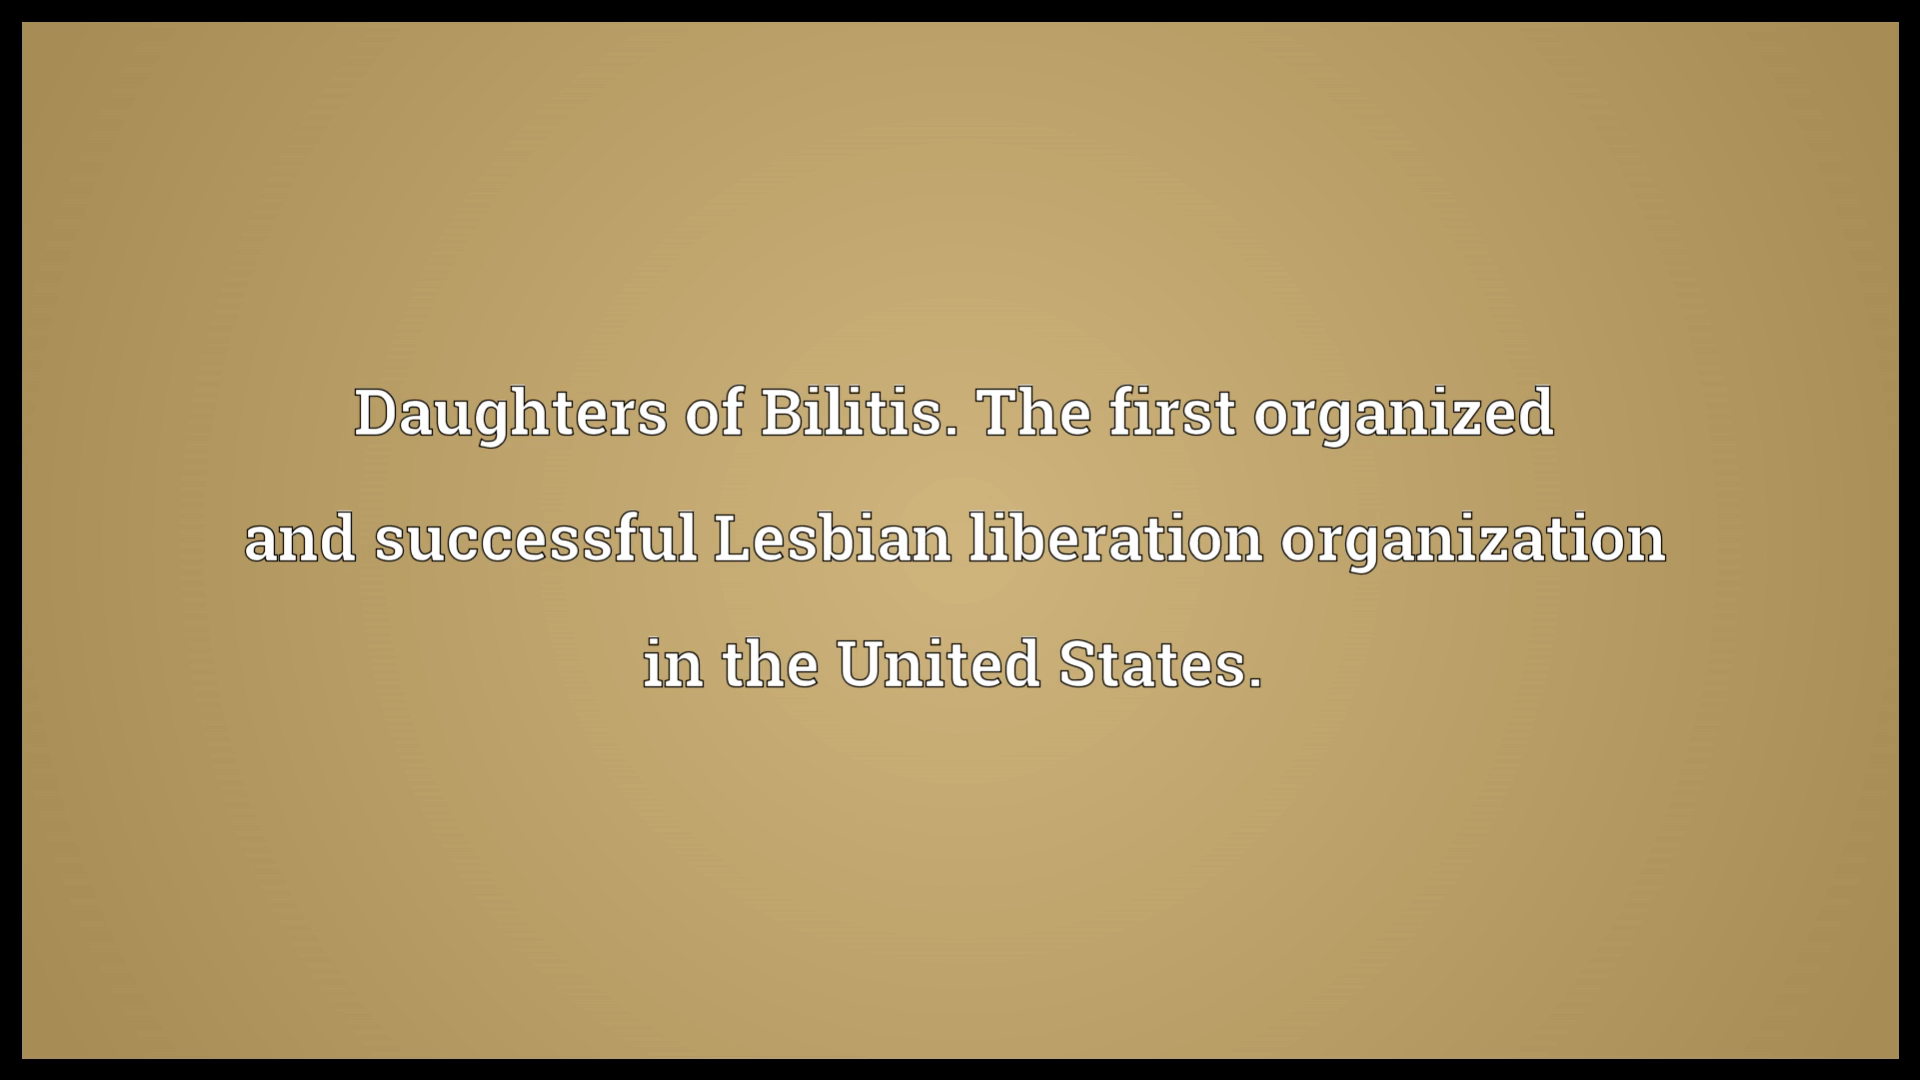 Daughters of Bilitis. The first organized
and successful Lesbian liberation organization
in the United States.